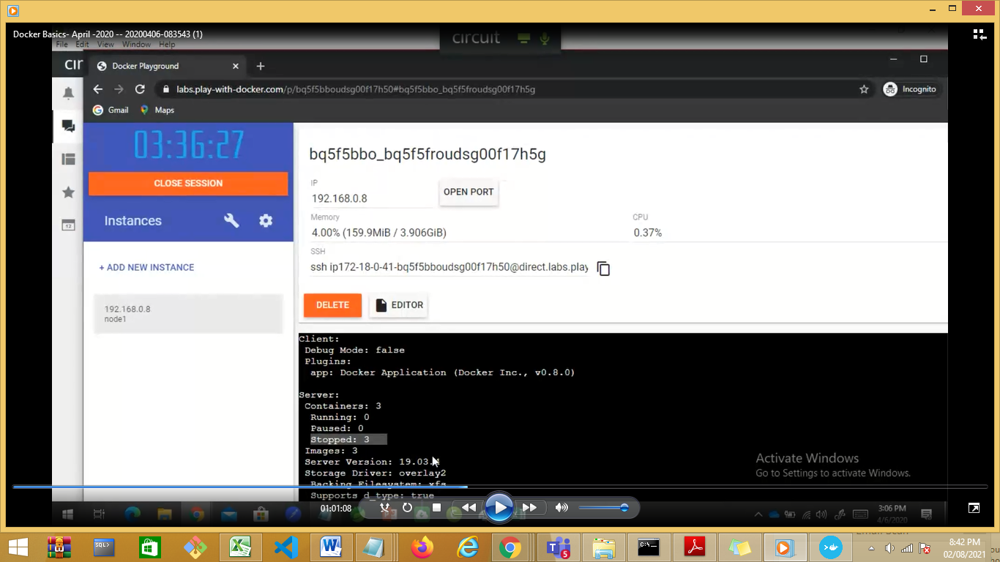 Docker Basics- April -2020 -- 20200406-083543 (1)
circuit
File Edit View Window Help
cir
Docker Playground
labs.play-with-docker.com/p/bq5f5bboudsg00f17h50#bq5f5bbo_bq5f5froudsg00f17h5g
Incognito
Gmail Maps
03:36:27
CLOSE SESSION
Instances
+ ADD NEW INSTANCE
192.168.0.8
node1
12
bq5f5bbo_bq5f5froudsg00f17h5g
IP
192.168.0.8
OPEN PORT
Memory
4.00% (159.9MiB / 3.906GiB)
CPU
0.37%
SSH
ssh ip172-18-0-41-bq5f5bboudsg00f17h50@direct.labs.play
DELETE
EDITOR
Client:
Debug Mode: false
Plugins:
app: Docker Application (Docker Inc., v0.8.0)
Server:
Containers: 3
Running: 0
Paused: 0
Stopped: 3
Images: 3
Server Version: 19.03.
Storage Driver: overlay2
Backing Filesystem: xfs
Supports d_type: true
Activate Windows
Go to Settings to activate Windows.
01:01:08
3:06 PM
4/6/2020
SQL>
5
8:42 PM
02/08/2021